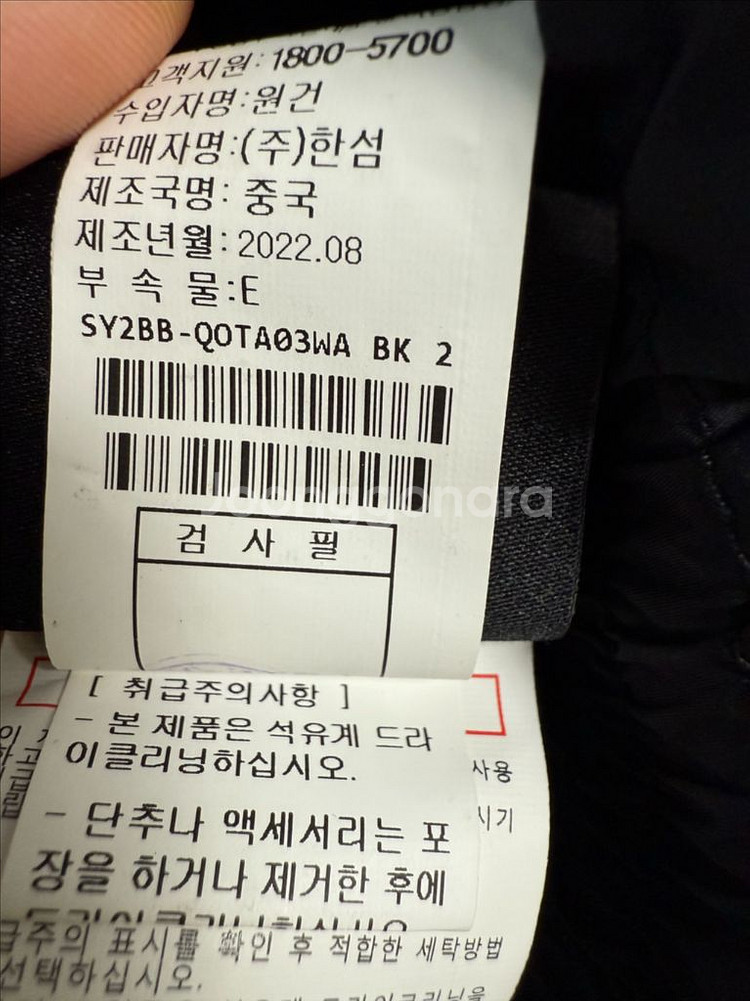 고객지원:1800-5700
수입자명:원건
판매자명:(주)한섬
제조국명: 중국
제조년월:2022.08
부 속 물:E
SY2BB-QOTA03WA BK 2
Joonggonara
검 사 필
[ 취급주의사항 ]
- 본 제품은 석유계 드라
이클리닝하십시오.
사용
- 단추나 액세서리는 포
시기
장을 하거나 제거한 후에
급주의 표시를 확인 후 적합한 세탁방법
선택하십시오.